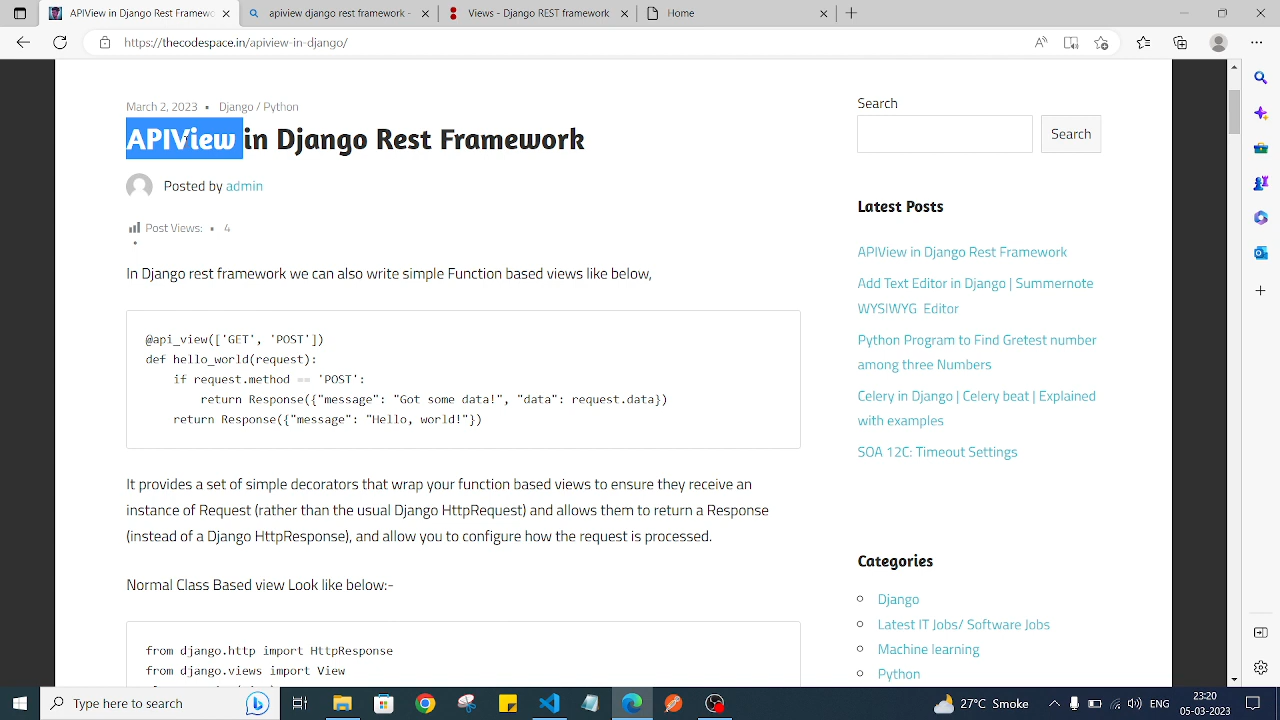 APIView in Django Rest Framewo
apiview django rest framework -
Views - Django REST framework
Home
https://thecodespace.in/apiview-in-django/
March 2, 2023 ▪ Django / Python
APIView in Django Rest Framework
Posted by admin
Post Views: ▪ 4
In Django rest framework we can also write simple Function based views like below,
@api_view(['GET', 'POST'])
def hello_world(request):
if request.method == 'POST':
return Response({"message": "Got some data!", "data": request.data})
return Response({"message": "Hello, world!"})
It provides a set of simple decorators that wrap your function based views to ensure they receive an
instance of Request (rather than the usual Django HttpRequest) and allows them to return a Response
(instead of a Django HttpResponse), and allow you to configure how the request is processed.
Normal Class Based view Look like below:-
from django.http import HttpResponse
from django.views import View
Search
Search
Latest Posts
APIView in Django Rest Framework
Add Text Editor in Django | Summernote
WYSIWYG Editor
Python Program to Find Gretest number
among three Numbers
Celery in Django | Celery beat | Explained
with examples
SOA 12C: Timeout Settings
Categories
Django
Latest IT Jobs/ Software Jobs
Machine learning
Python
Type here to search
27°C Smoke
ENG
23:20
05-03-2023